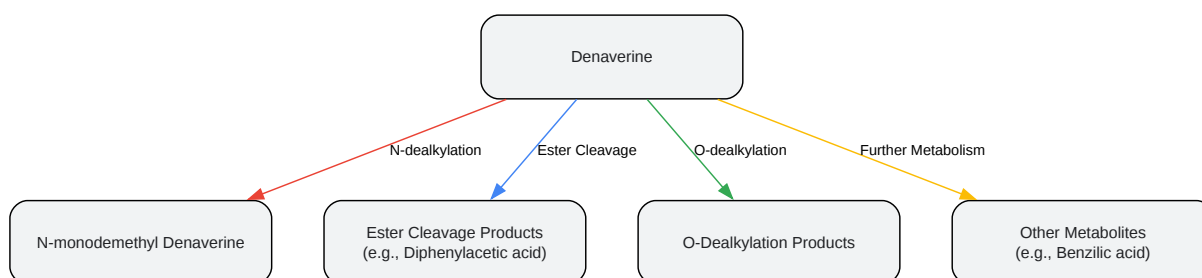 Denaverine
N-dealkylation
Ester Cleavage
O-dealkylation
Further Metabolism
N-monodemethyl Denaverine
Ester Cleavage Products
(e.g., Diphenylacetic acid)
O-Dealkylation Products
Other Metabolites
(e.g., Benzilic acid)